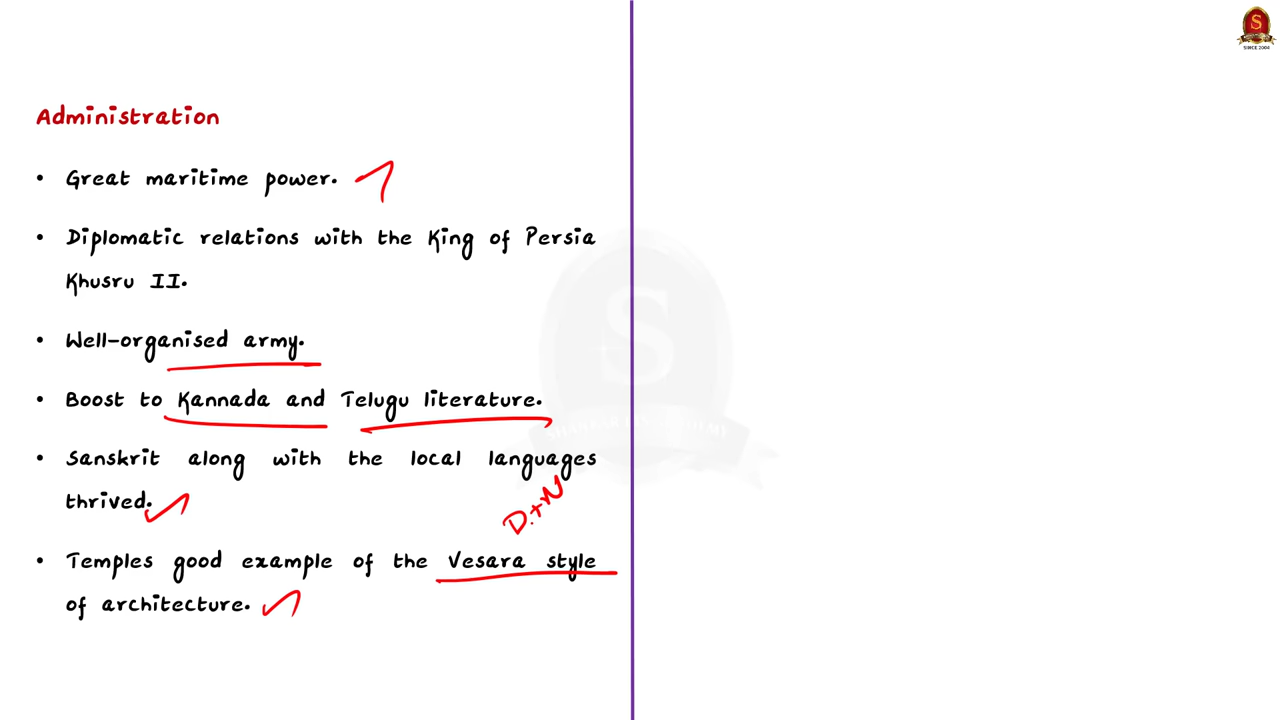 Administration
• Great maritime power.
• Diplomatic relations with the King of Persia
Khusru II.
• Well-organised army.
• Boost to Kannada and Telugu literature.
• Sanskrit along with the local languages
thrived.
D+N
• Temples good example of the Vesara style
of architecture.
S
SINCE 2004